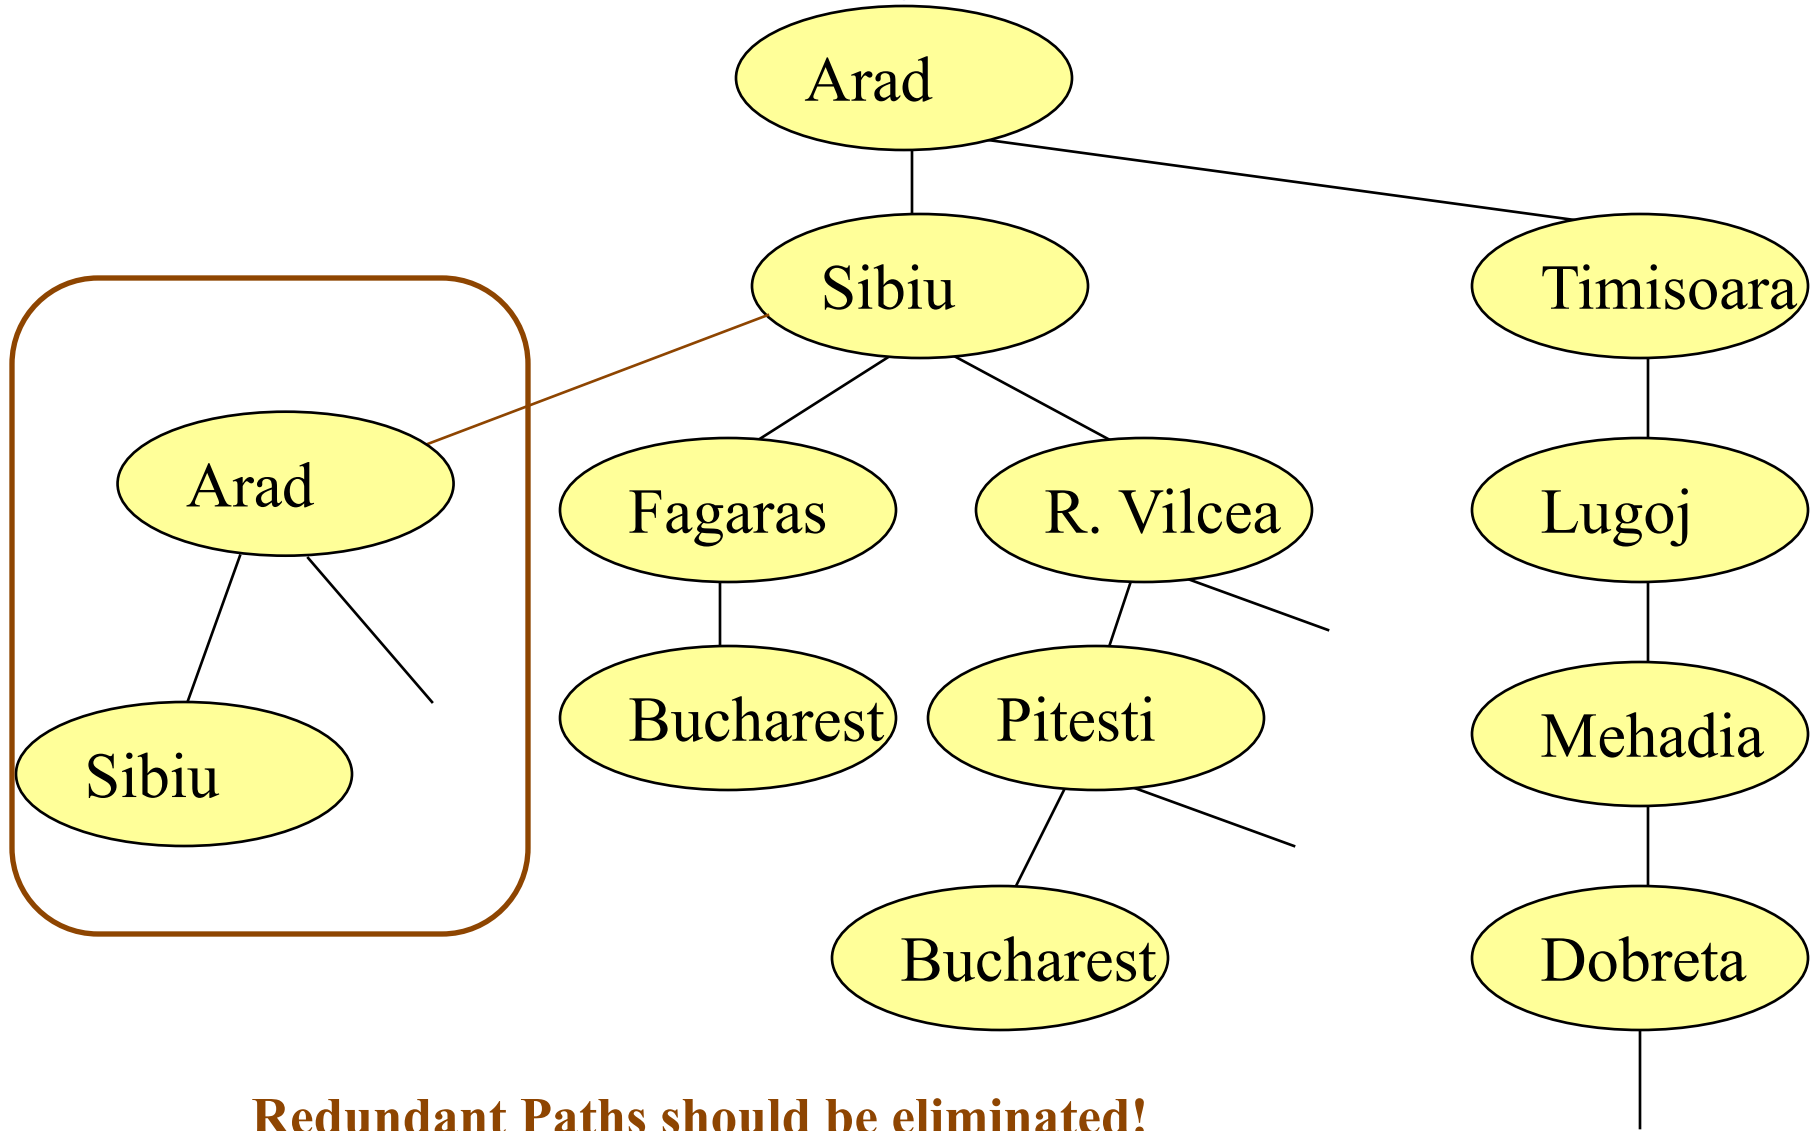 Arad
Sibiu
Timisoara
Arad
Fagaras
R. Vilcea
Lugoj
Sibiu
Bucharest
Pitesti
Mehadia
Bucharest
Dobreta
Redundant Paths should be eliminated!